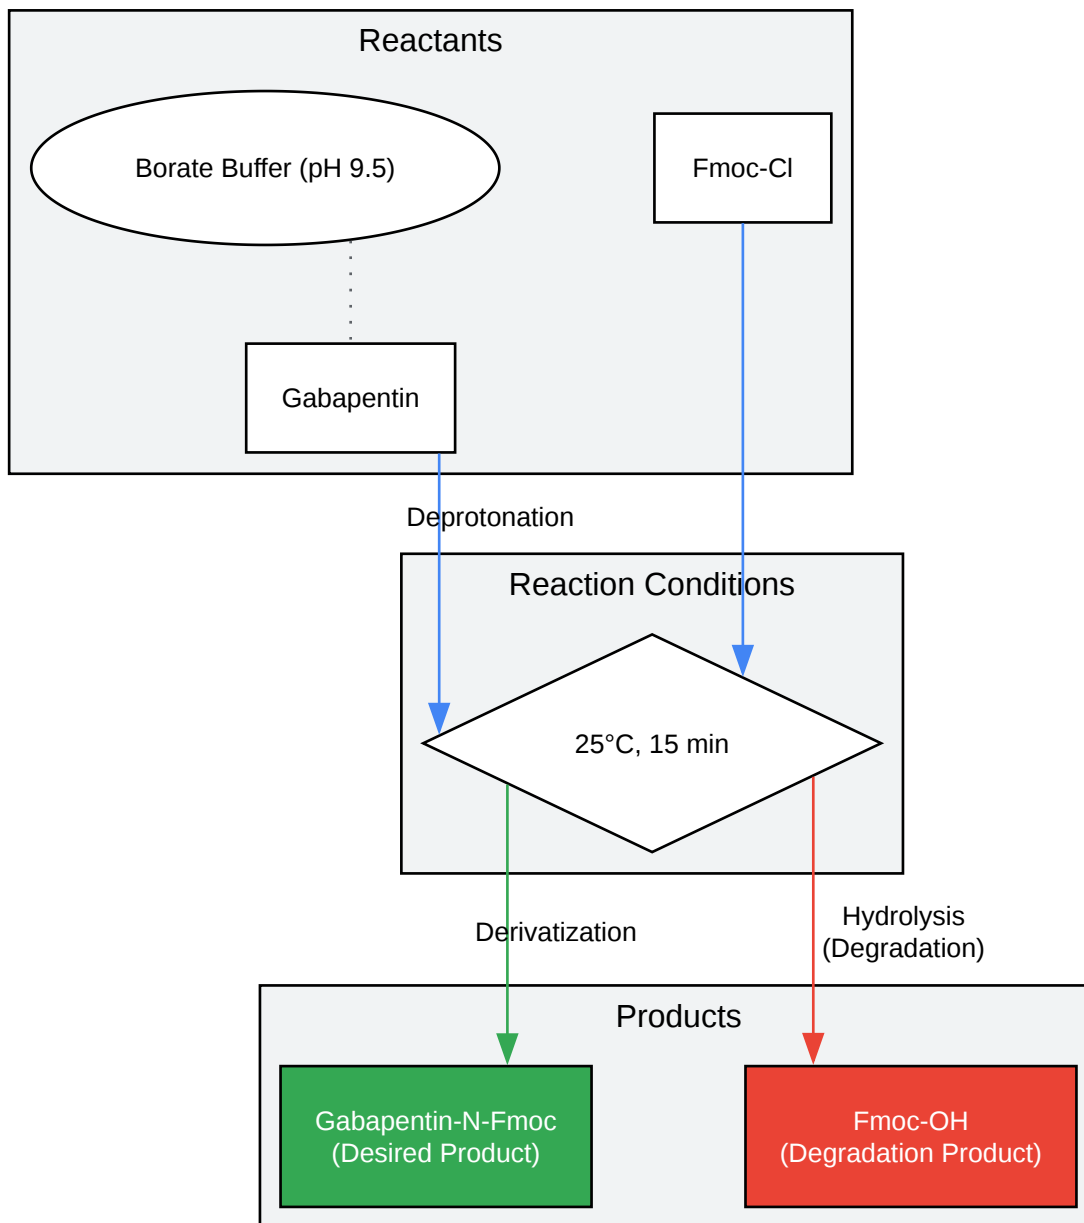 Reactants
Borate Buffer (pH 9.5)
Fmoc-Cl
Gabapentin
Deprotonation
Reaction Conditions
25°C, 15 min
Derivatization
Hydrolysis
(Degradation)
Products
Gabapentin-N-Fmoc
(Desired Product)
Fmoc-OH
(Degradation Product)